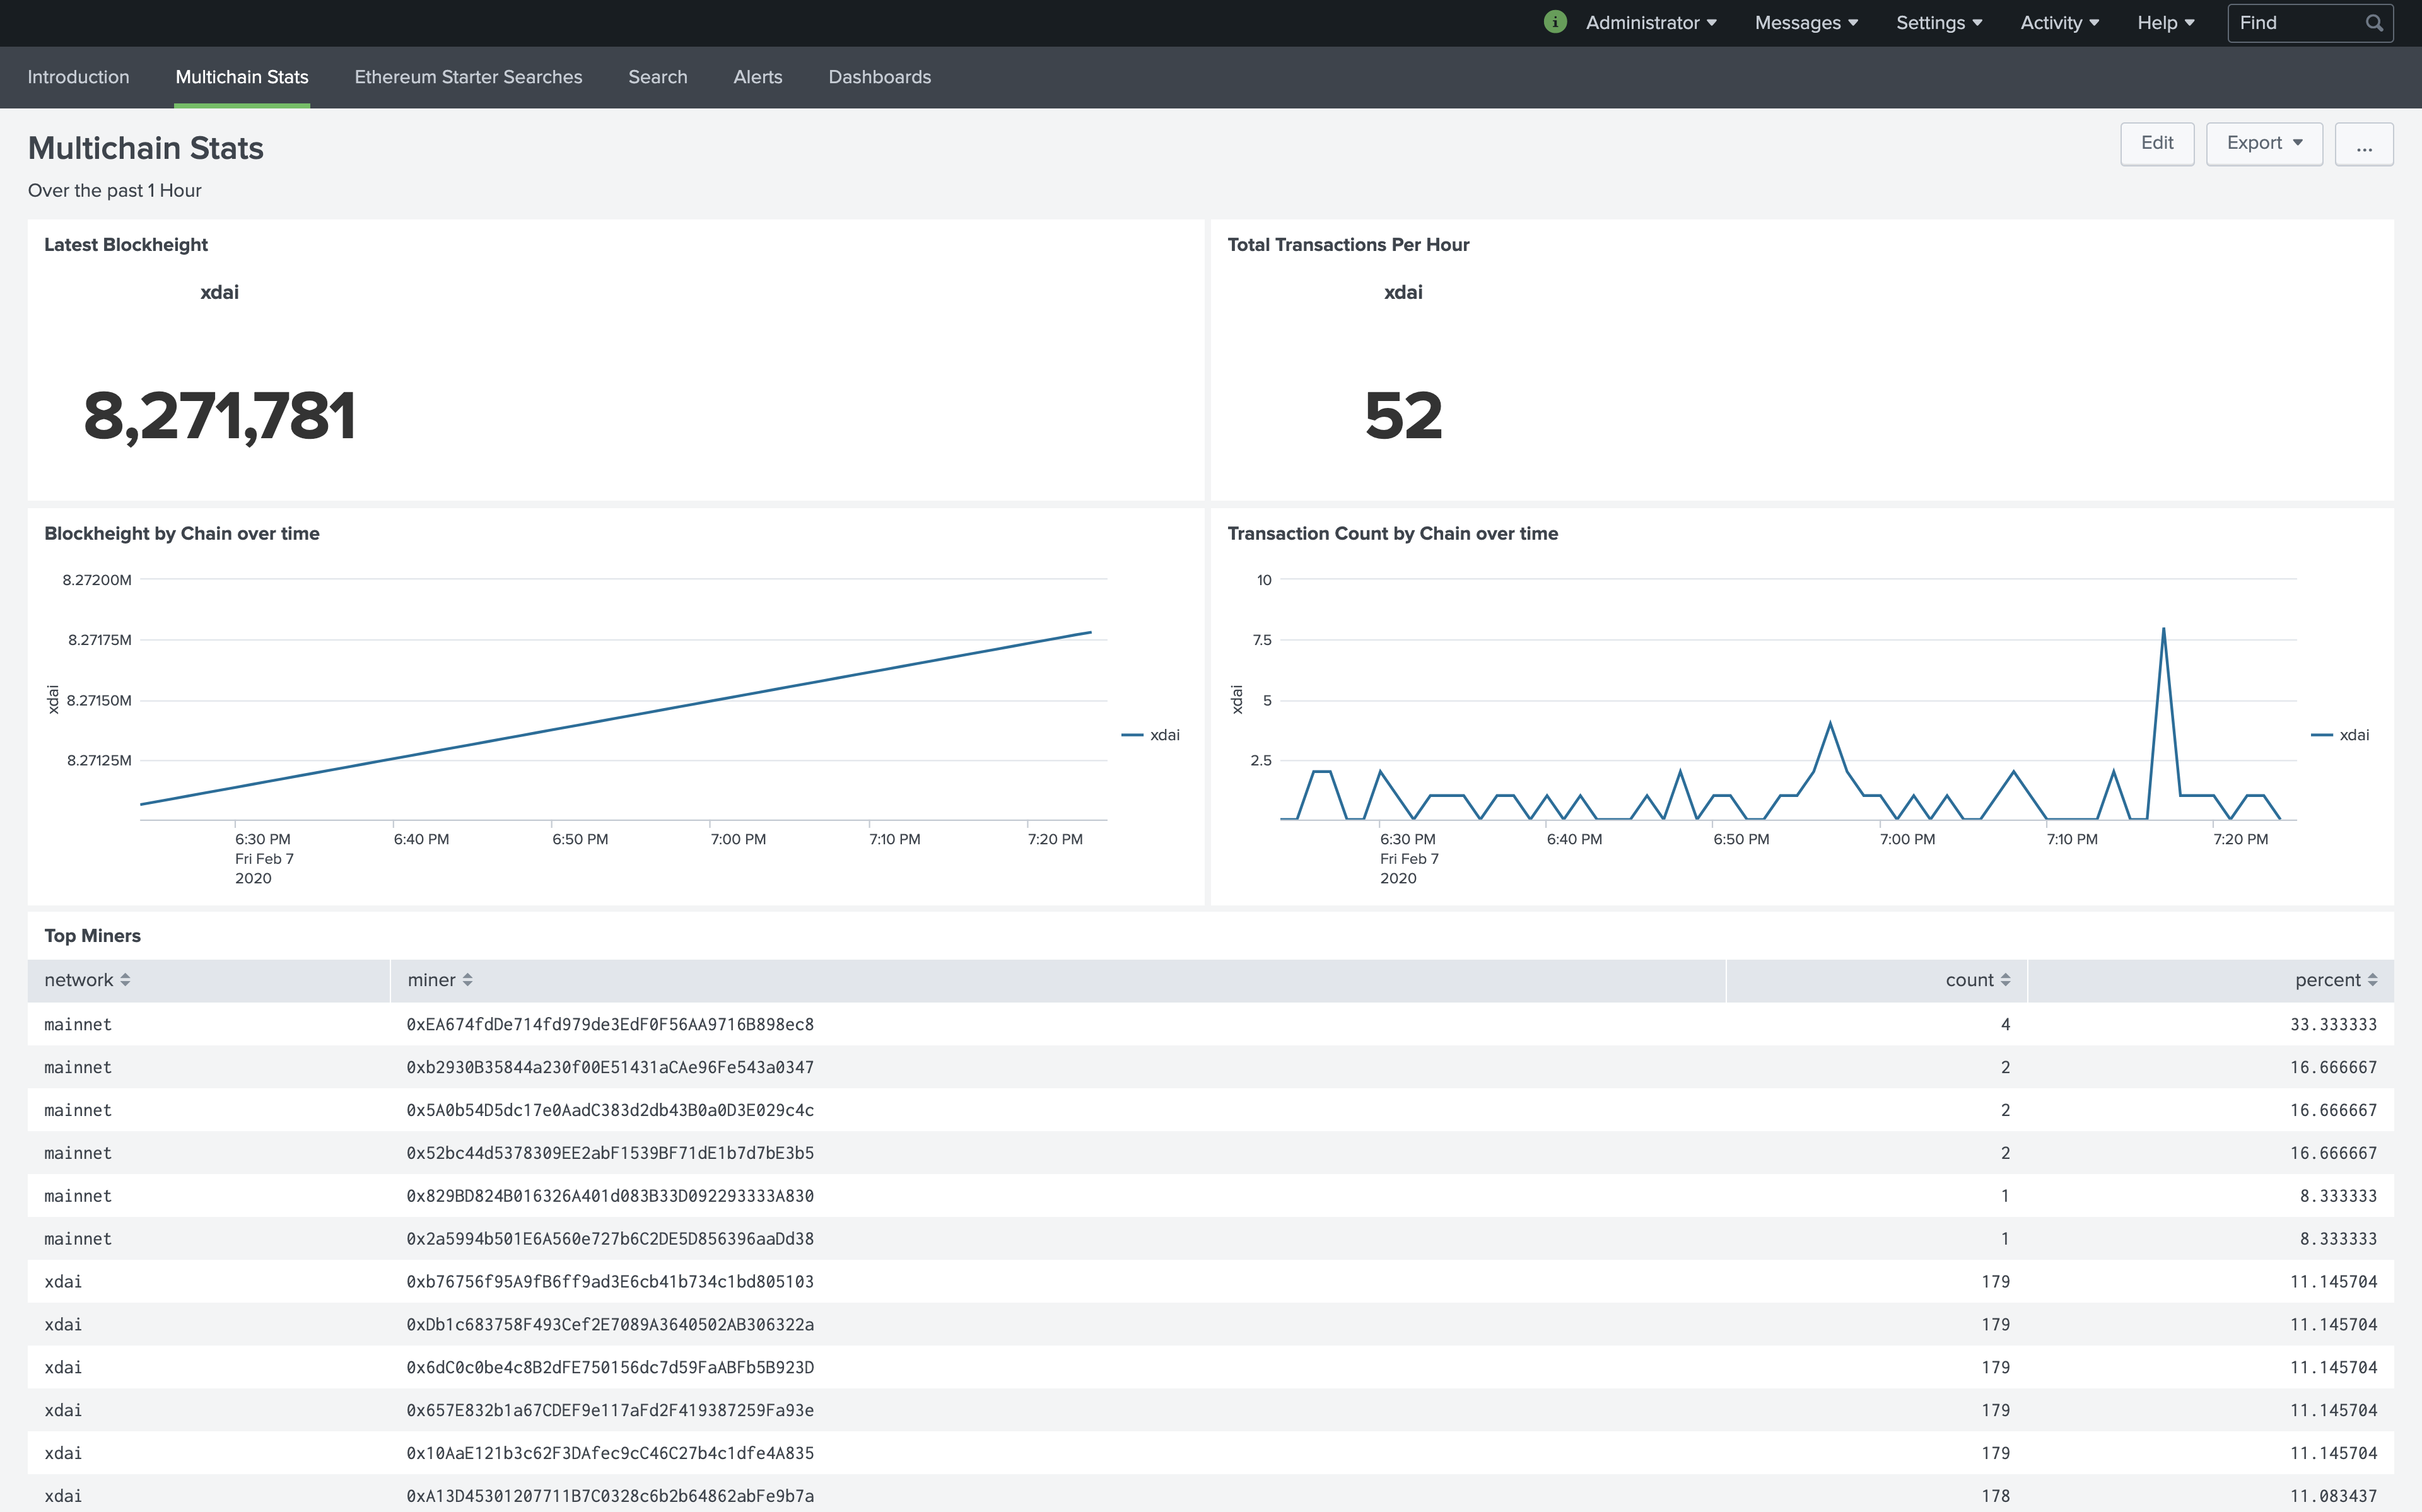 i Administrator Messages Settings Activity Help Find
Introduction Multichain Stats Ethereum Starter Searches Search Alerts Dashboards
Multichain Stats
Edit Export ...
Over the past 1 Hour
Latest Blockheight
xdai
8,271,781
Total Transactions Per Hour
xdai
52
Blockheight by Chain over time
8.27200M
8.27175M
8.27150M
8.27125M
xdai
6:30 PM 6:40 PM 6:50 PM 7:00 PM 7:10 PM 7:20 PM
Fri Feb 7
2020
xdai
Transaction Count by Chain over time
10
7.5
5
2.5
xdai
6:30 PM 6:40 PM 6:50 PM 7:00 PM 7:10 PM 7:20 PM
Fri Feb 7
2020
xdai
Top Miners
network miner count percent
mainnet 0xEA674fdDe714fd979de3EdF0F56AA9716B898ec8 4 33.333333
mainnet 0xb2930B35844a230f00E51431aCAe96Fe543a0347 2 16.666667
mainnet 0x5A0b54D5dc17e0AadC383d2db43B0a0D3E029c4c 2 16.666667
mainnet 0x52bc44d5378309EE2abF1539BF71dE1b7d7bE3b5 2 16.666667
mainnet 0x829BD824B016326A401d083B33D092293333A830 1 8.333333
mainnet 0x2a5994b501E6A560e727b6C2DE5D856396aaDd38 1 8.333333
xdai 0xb76756f95A9fB6ff9ad3E6cb41b734c1bd805103 179 11.145704
xdai 0xDb1c683758F493Cef2E7089A3640502AB306322a 179 11.145704
xdai 0x6dC0c0be4c8B2dFE750156dc7d59FaABFb5B923D 179 11.145704
xdai 0x657E832b1a67CDEF9e117aFd2F419387259Fa93e 179 11.145704
xdai 0x10AaE121b3c62F3DAfec9cC46C27b4c1dfe4A835 179 11.145704
xdai 0xA13D45301207711B7C0328c6b2b64862abFe9b7a 178 11.083437